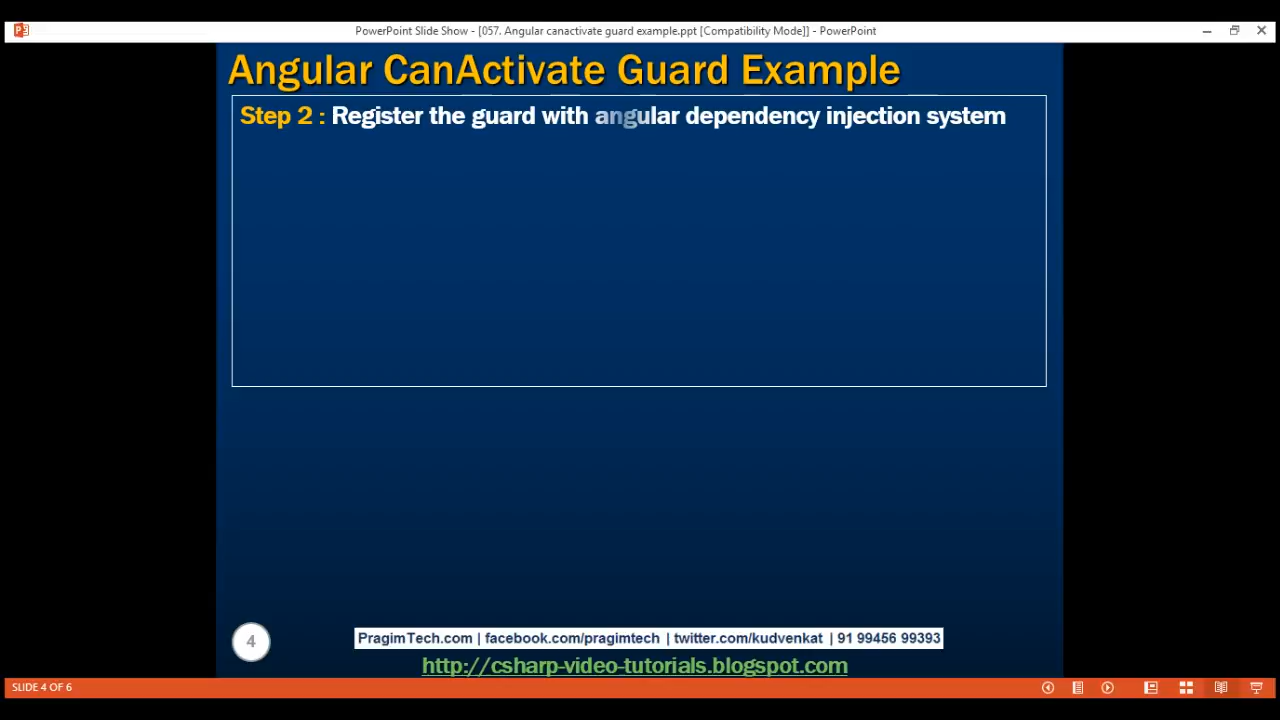 PowerPoint Slide Show - [057. Angular canactivate guard example.ppt [Compatibility Mode]] - PowerPoint
Angular CanActivate Guard Example
Step 2 : Register the guard with angular dependency injection system
4
PragimTech.com | facebook.com/pragimtech | twitter.com/kudvenkat | 91 99456 99393
http://csharp-video-tutorials.blogspot.com
SLIDE 4 OF 6